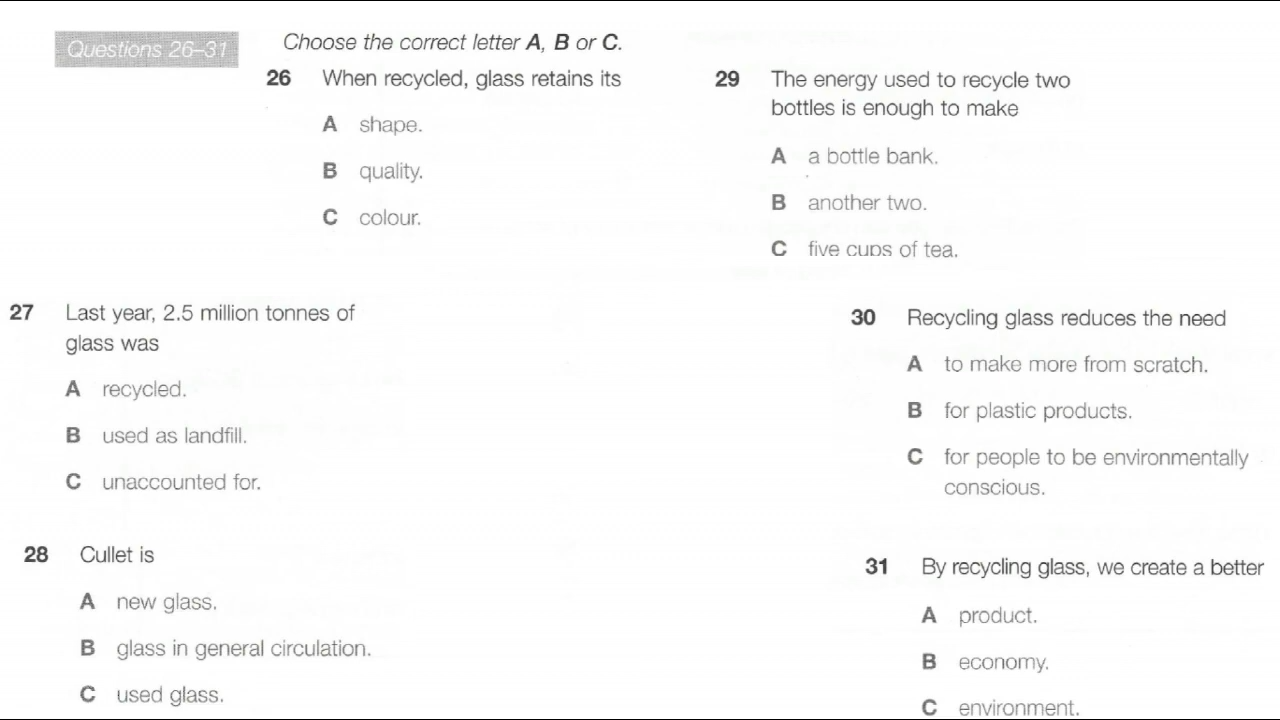 Questions 26–31
Choose the correct letter A, B or C.
26 When recycled, glass retains its
A shape.
B quality.
C colour.
27 Last year, 2.5 million tonnes of
glass was
A recycled.
B used as landfill.
C unaccounted for.
28 Cullet is
A new glass.
B glass in general circulation.
C used glass.
29 The energy used to recycle two
bottles is enough to make
A a bottle bank.
B another two.
C five cups of tea.
30 Recycling glass reduces the need
A to make more from scratch.
B for plastic products.
C for people to be environmentally
conscious.
31 By recycling glass, we create a better
A product.
B economy.
C environment.